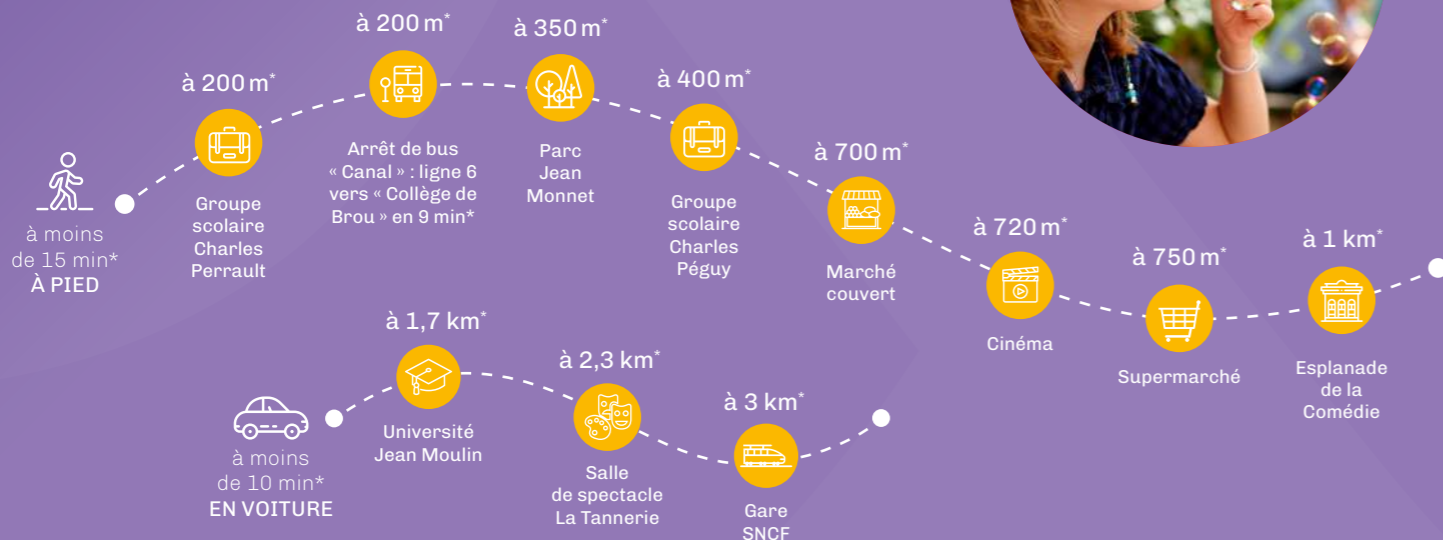 à moins
de 15 min*
À PIED
à 200 m*
Groupe
scolaire
Charles
Perrault
à 200 m*
Arrêt de bus
« Canal » : ligne 6
vers « Collège de
Brou » en 9 min*
à 350 m*
Parc
Jean
Monnet
à 400 m*
Groupe
scolaire
Charles
Péguy
à 700 m*
Marché
couvert
à 720 m*
Cinéma
à 750 m*
Supermarché
à 1 km*
Esplanade
de la
Comédie
à moins
de 10 min*
EN VOITURE
à 1,7 km*
Université
Jean Moulin
à 2,3 km*
Salle
de spectacle
La Tannerie
à 3 km*
Gare
SNCF